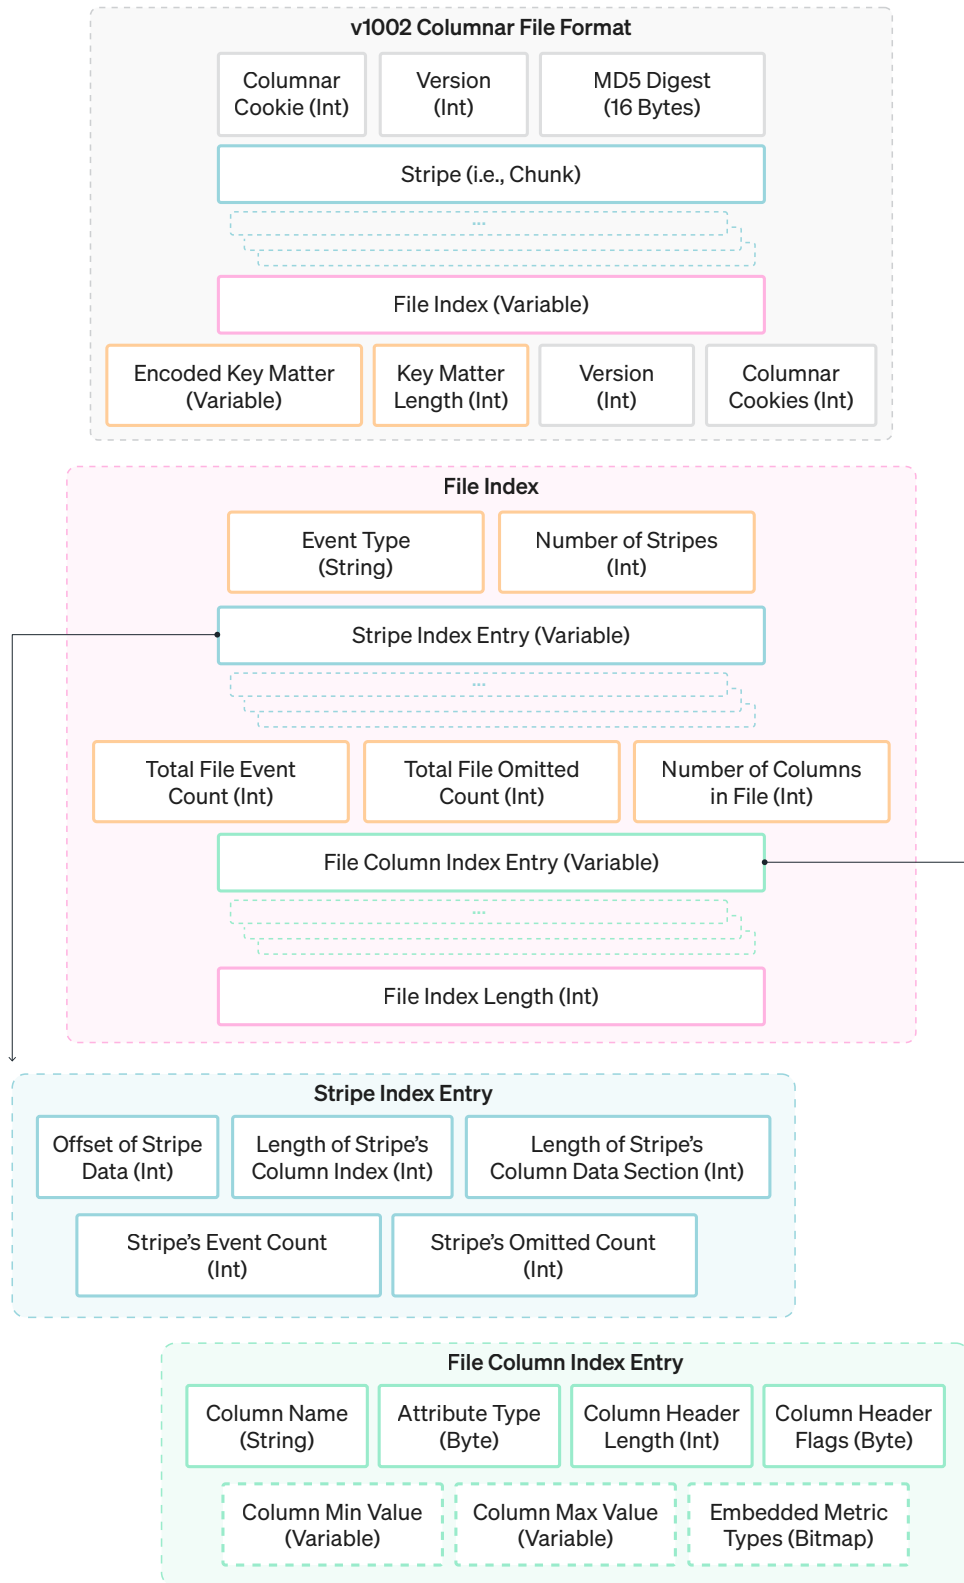 v1002 Columnar File Format
Columnar
Cookie (Int)
Version
(Int)
MD5 Digest
(16 Bytes)
Stripe (i.e., Chunk)
...
File Index (Variable)
Encoded Key Matter
(Variable)
Key Matter
Length (Int)
Version
(Int)
Columnar
Cookies (Int)
File Index
Event Type
(String)
Number of Stripes
(Int)
Stripe Index Entry (Variable)
...
Total File Event
Count (Int)
Total File Omitted
Count (Int)
Number of Columns
in File (Int)
File Column Index Entry (Variable)
...
File Index Length (Int)
Stripe Index Entry
Offset of Stripe
Data (Int)
Length of Stripe’s
Column Index (Int)
Length of Stripe’s
Column Data Section (Int)
Stripe’s Event Count
(Int)
Stripe’s Omitted Count
(Int)
File Column Index Entry
Column Name
(String)
Attribute Type
(Byte)
Column Header
Length (Int)
Column Header
Flags (Byte)
Column Min Value
(Variable)
Column Max Value
(Variable)
Embedded Metric
Types (Bitmap)